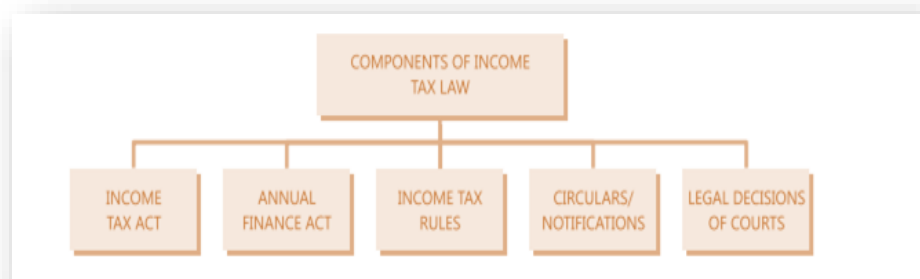 COMPONENTS OF INCOME
TAX LAW
INCOME
TAX ACT
ANNUAL
FINANCE ACT
INCOME TAX
RULES
CIRCULARS/
NOTIFICATIONS
LEGAL DECISIONS
OF COURTS